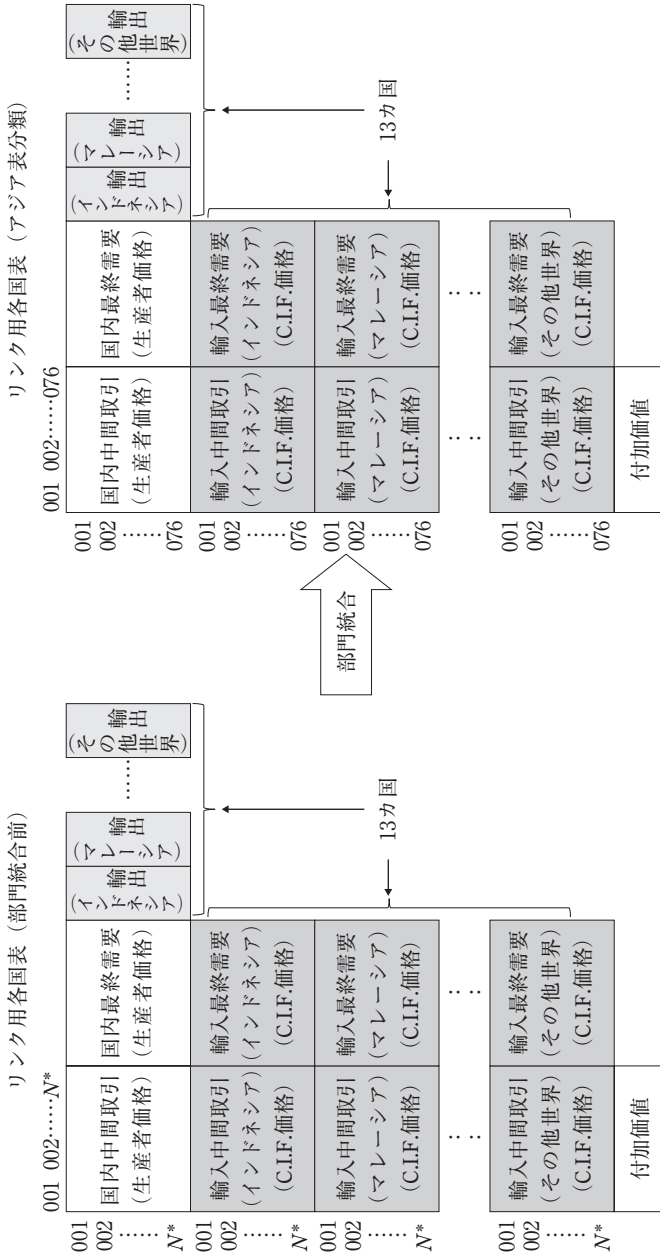 リンク用各国表（部門統合前）
001 002……N*
001
002
……
N*
国内中間取引
(生産者価格)
国内最終需要
(生産者価格)
輸出
(インドネシア)
輸出
(マレーシア)
……
輸出
(その他世界)
001
002
……
N*
輸入中間取引
(インドネシア)
(C.I.F.価格)
輸入最終需要
(インドネシア)
(C.I.F.価格)
001
002
……
N*
輸入中間取引
(マレーシア)
(C.I.F.価格)
輸入最終需要
(マレーシア)
(C.I.F.価格)
13カ国
‥‥
‥‥
001
002
……
N*
輸入中間取引
(その他世界)
(C.I.F.価格)
輸入最終需要
(その他世界)
(C.I.F.価格)
付加価値
部門統合
リンク用各国表（アジア表分類）
001 002……076
001
002
……
076
国内中間取引
(生産者価格)
国内最終需要
(生産者価格)
輸出
(インドネシア)
輸出
(マレーシア)
……
輸出
(その他世界)
001
002
……
076
輸入中間取引
(インドネシア)
(C.I.F.価格)
輸入最終需要
(インドネシア)
(C.I.F.価格)
001
002
……
076
輸入中間取引
(マレーシア)
(C.I.F.価格)
輸入最終需要
(マレーシア)
(C.I.F.価格)
13カ国
‥‥
‥‥
001
002
……
076
輸入中間取引
(その他世界)
(C.I.F.価格)
輸入最終需要
(その他世界)
(C.I.F.価格)
付加価値